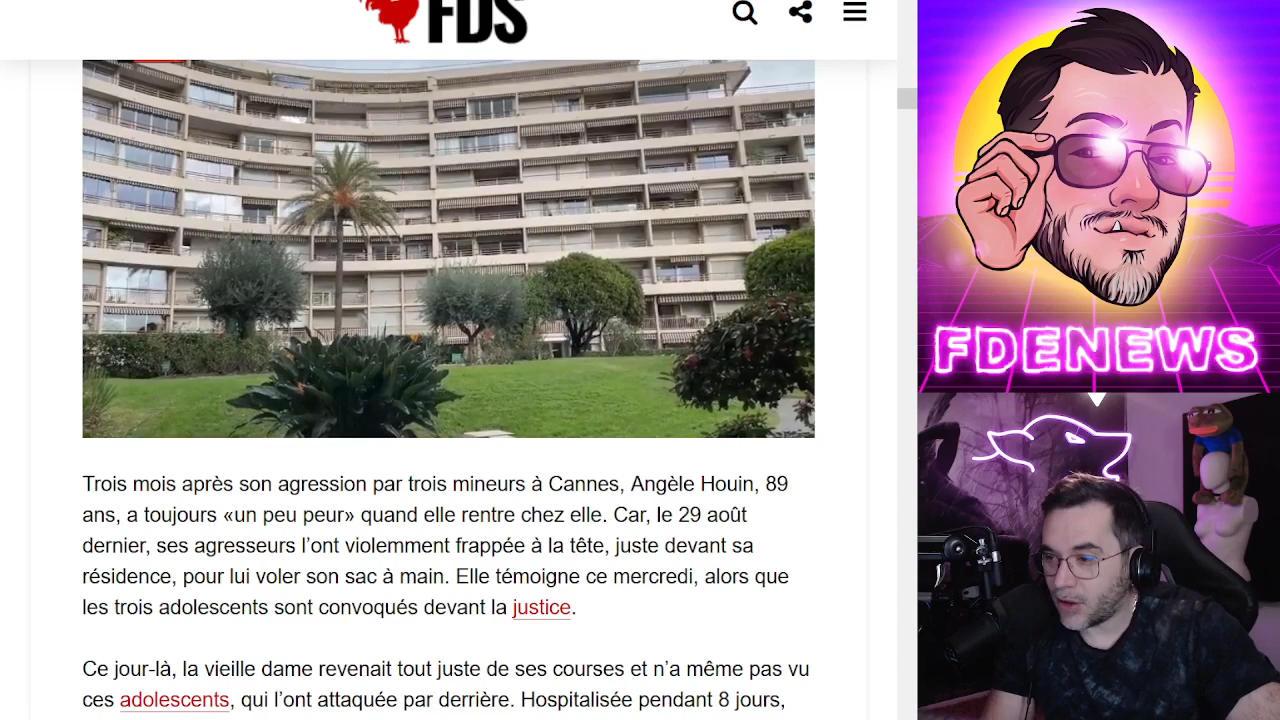 FDS
FDENEWS
Trois mois après son agression par trois mineurs à Cannes, Angèle Houin, 89
ans, a toujours «un peu peur» quand elle rentre chez elle. Car, le 29 août
dernier, ses agresseurs l’ont violemment frappée à la tête, juste devant sa
résidence, pour lui voler son sac à main. Elle témoigne ce mercredi, alors que
les trois adolescents sont convoqués devant la justice.
Ce jour-là, la vieille dame revenait tout juste de ses courses et n’a même pas vu
ces adolescents, qui l’ont attaquée par derrière. Hospitalisée pendant 8 jours,